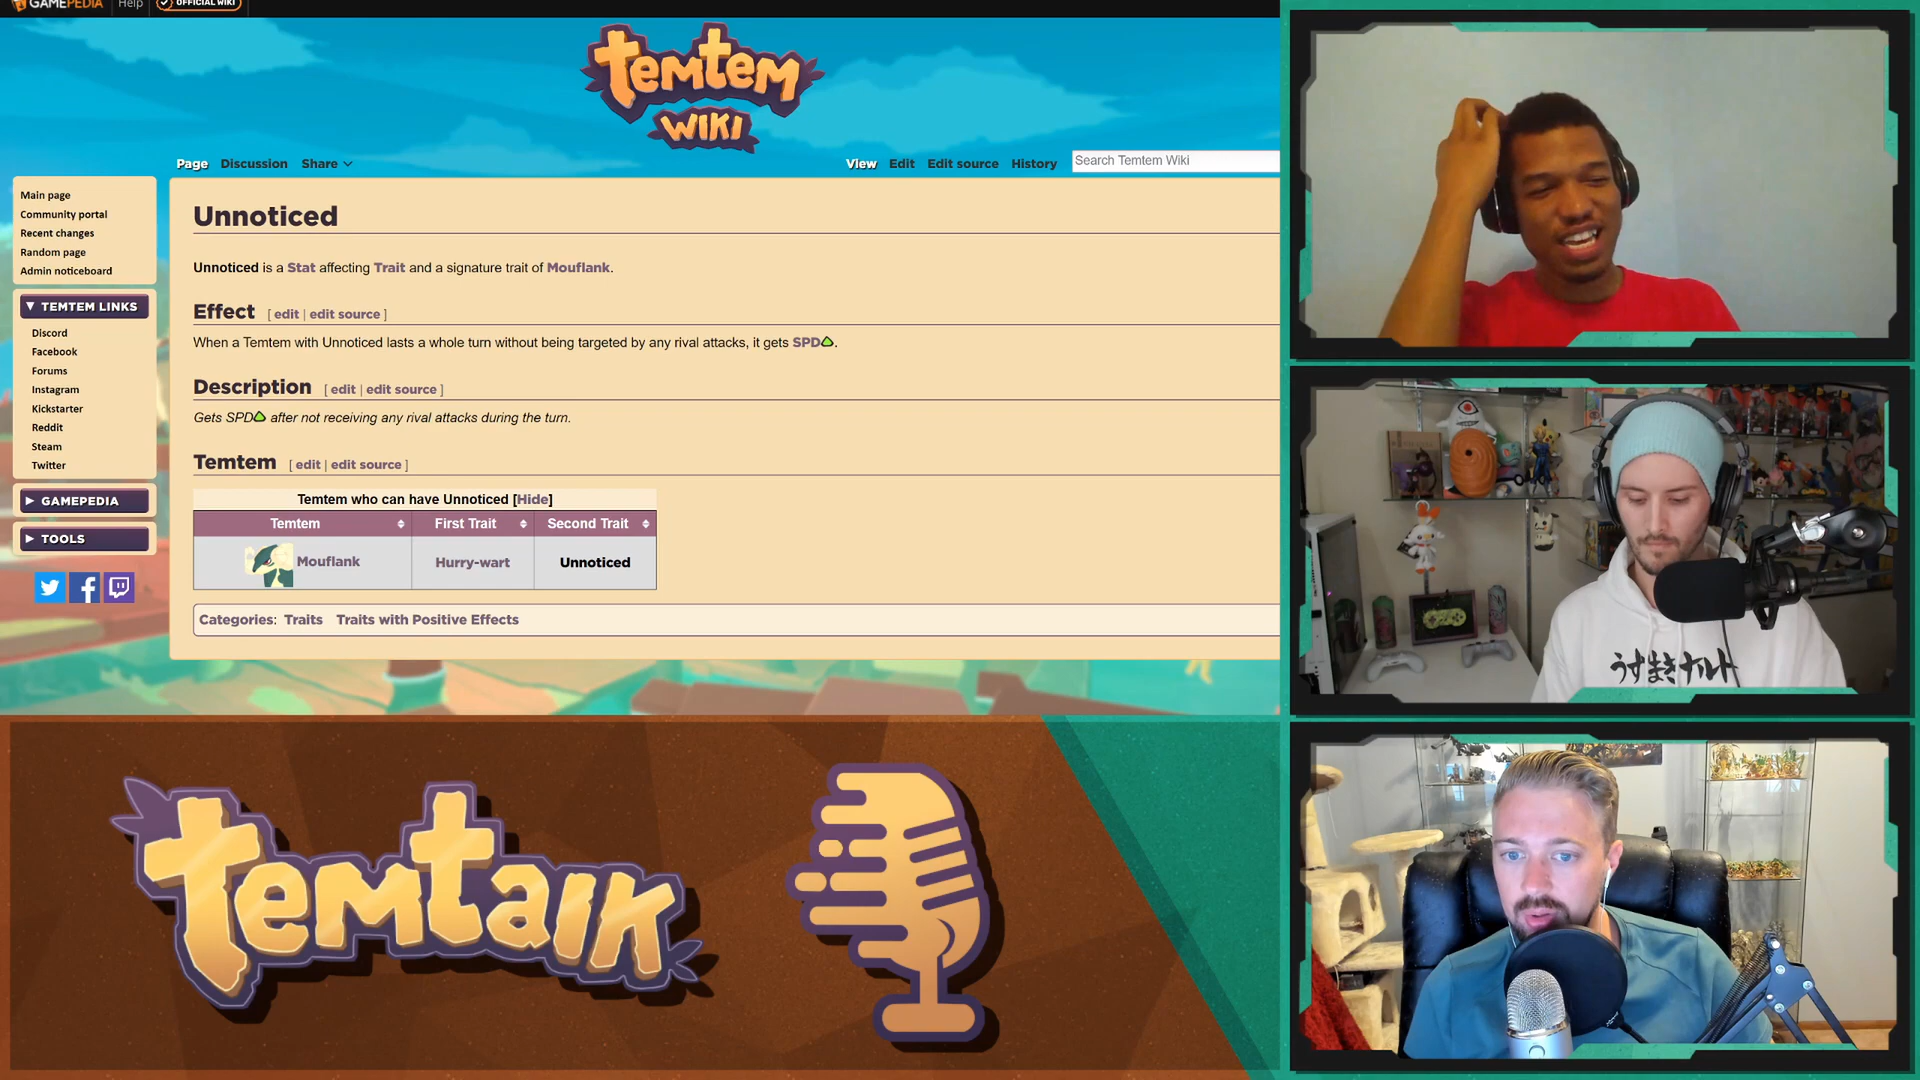 GAMEPEDIA Help OFFICIAL WIKI
temtem
WIKI
Page Discussion Share
View Edit Edit source History Search Temtem Wiki
Main page
Community portal
Recent changes
Random page
Admin noticeboard
TEMTEM LINKS
Discord
Facebook
Forums
Instagram
Kickstarter
Reddit
Steam
Twitter
GAMEPEDIA
TOOLS
Unnoticed
Unnoticed is a Stat affecting Trait and a signature trait of Mouflank.
Effect [ edit | edit source ]
When a Temtem with Unnoticed lasts a whole turn without being targeted by any rival attacks, it gets SPD.
Description [ edit | edit source ]
Gets SPD after not receiving any rival attacks during the turn.
Temtem [ edit | edit source ]
Temtem who can have Unnoticed [Hide]
Temtem First Trait Second Trait
Mouflank Hurry-wart Unnoticed
Categories: Traits Traits with Positive Effects
うすまきナルト
temtalk